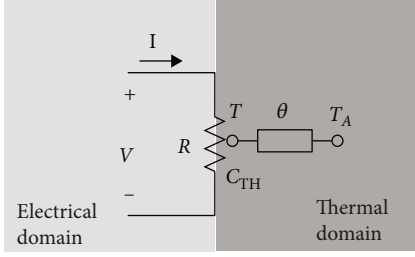 I
+
T
θ
T_A
R
V
C_TH
−
Electrical
domain
Thermal
domain